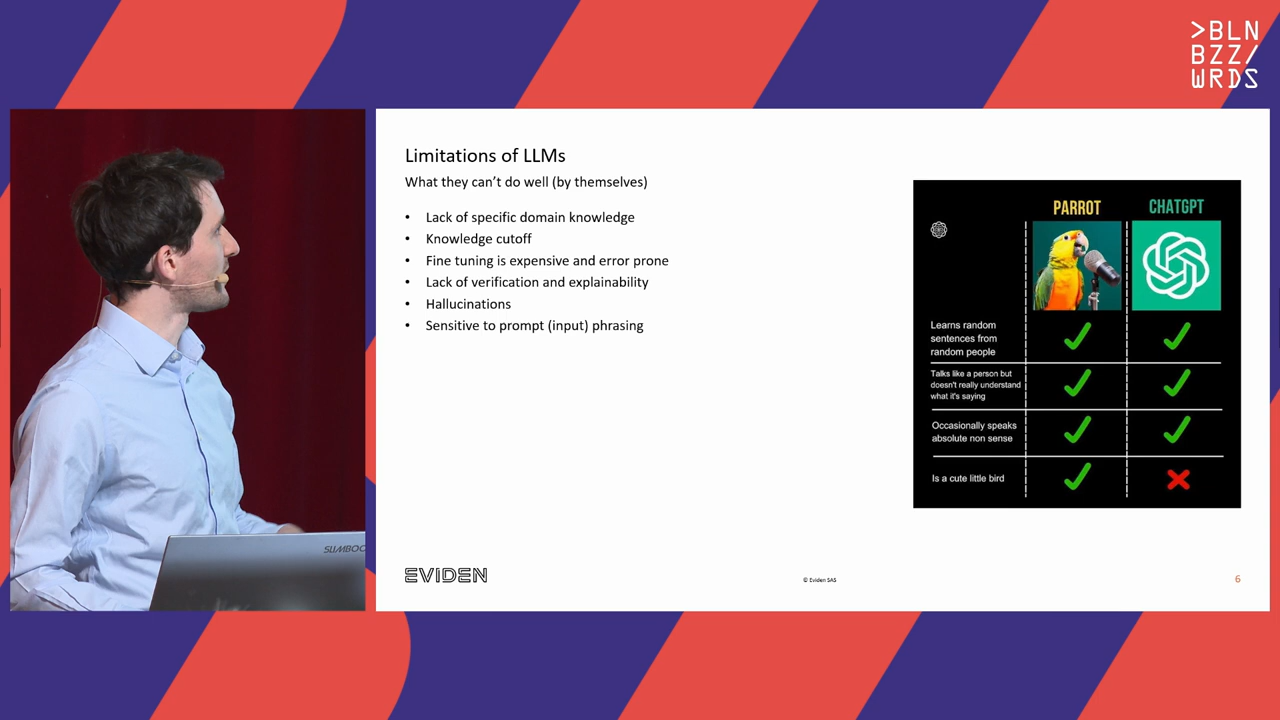 >BLN
BZZ/
WRDS
Limitations of LLMs
What they can't do well (by themselves)
• Lack of specific domain knowledge
• Knowledge cutoff
• Fine tuning is expensive and error prone
• Lack of verification and explainability
• Hallucinations
• Sensitive to prompt (input) phrasing
PARROT CHATGPT
Learns random
sentences from
random people
Talks like a person but
doesn't really understand
what it's saying
Occasionally speaks
absolute non sense
Is a cute little bird
SLIMBOO
EVIDEN
© Eviden SAS
6